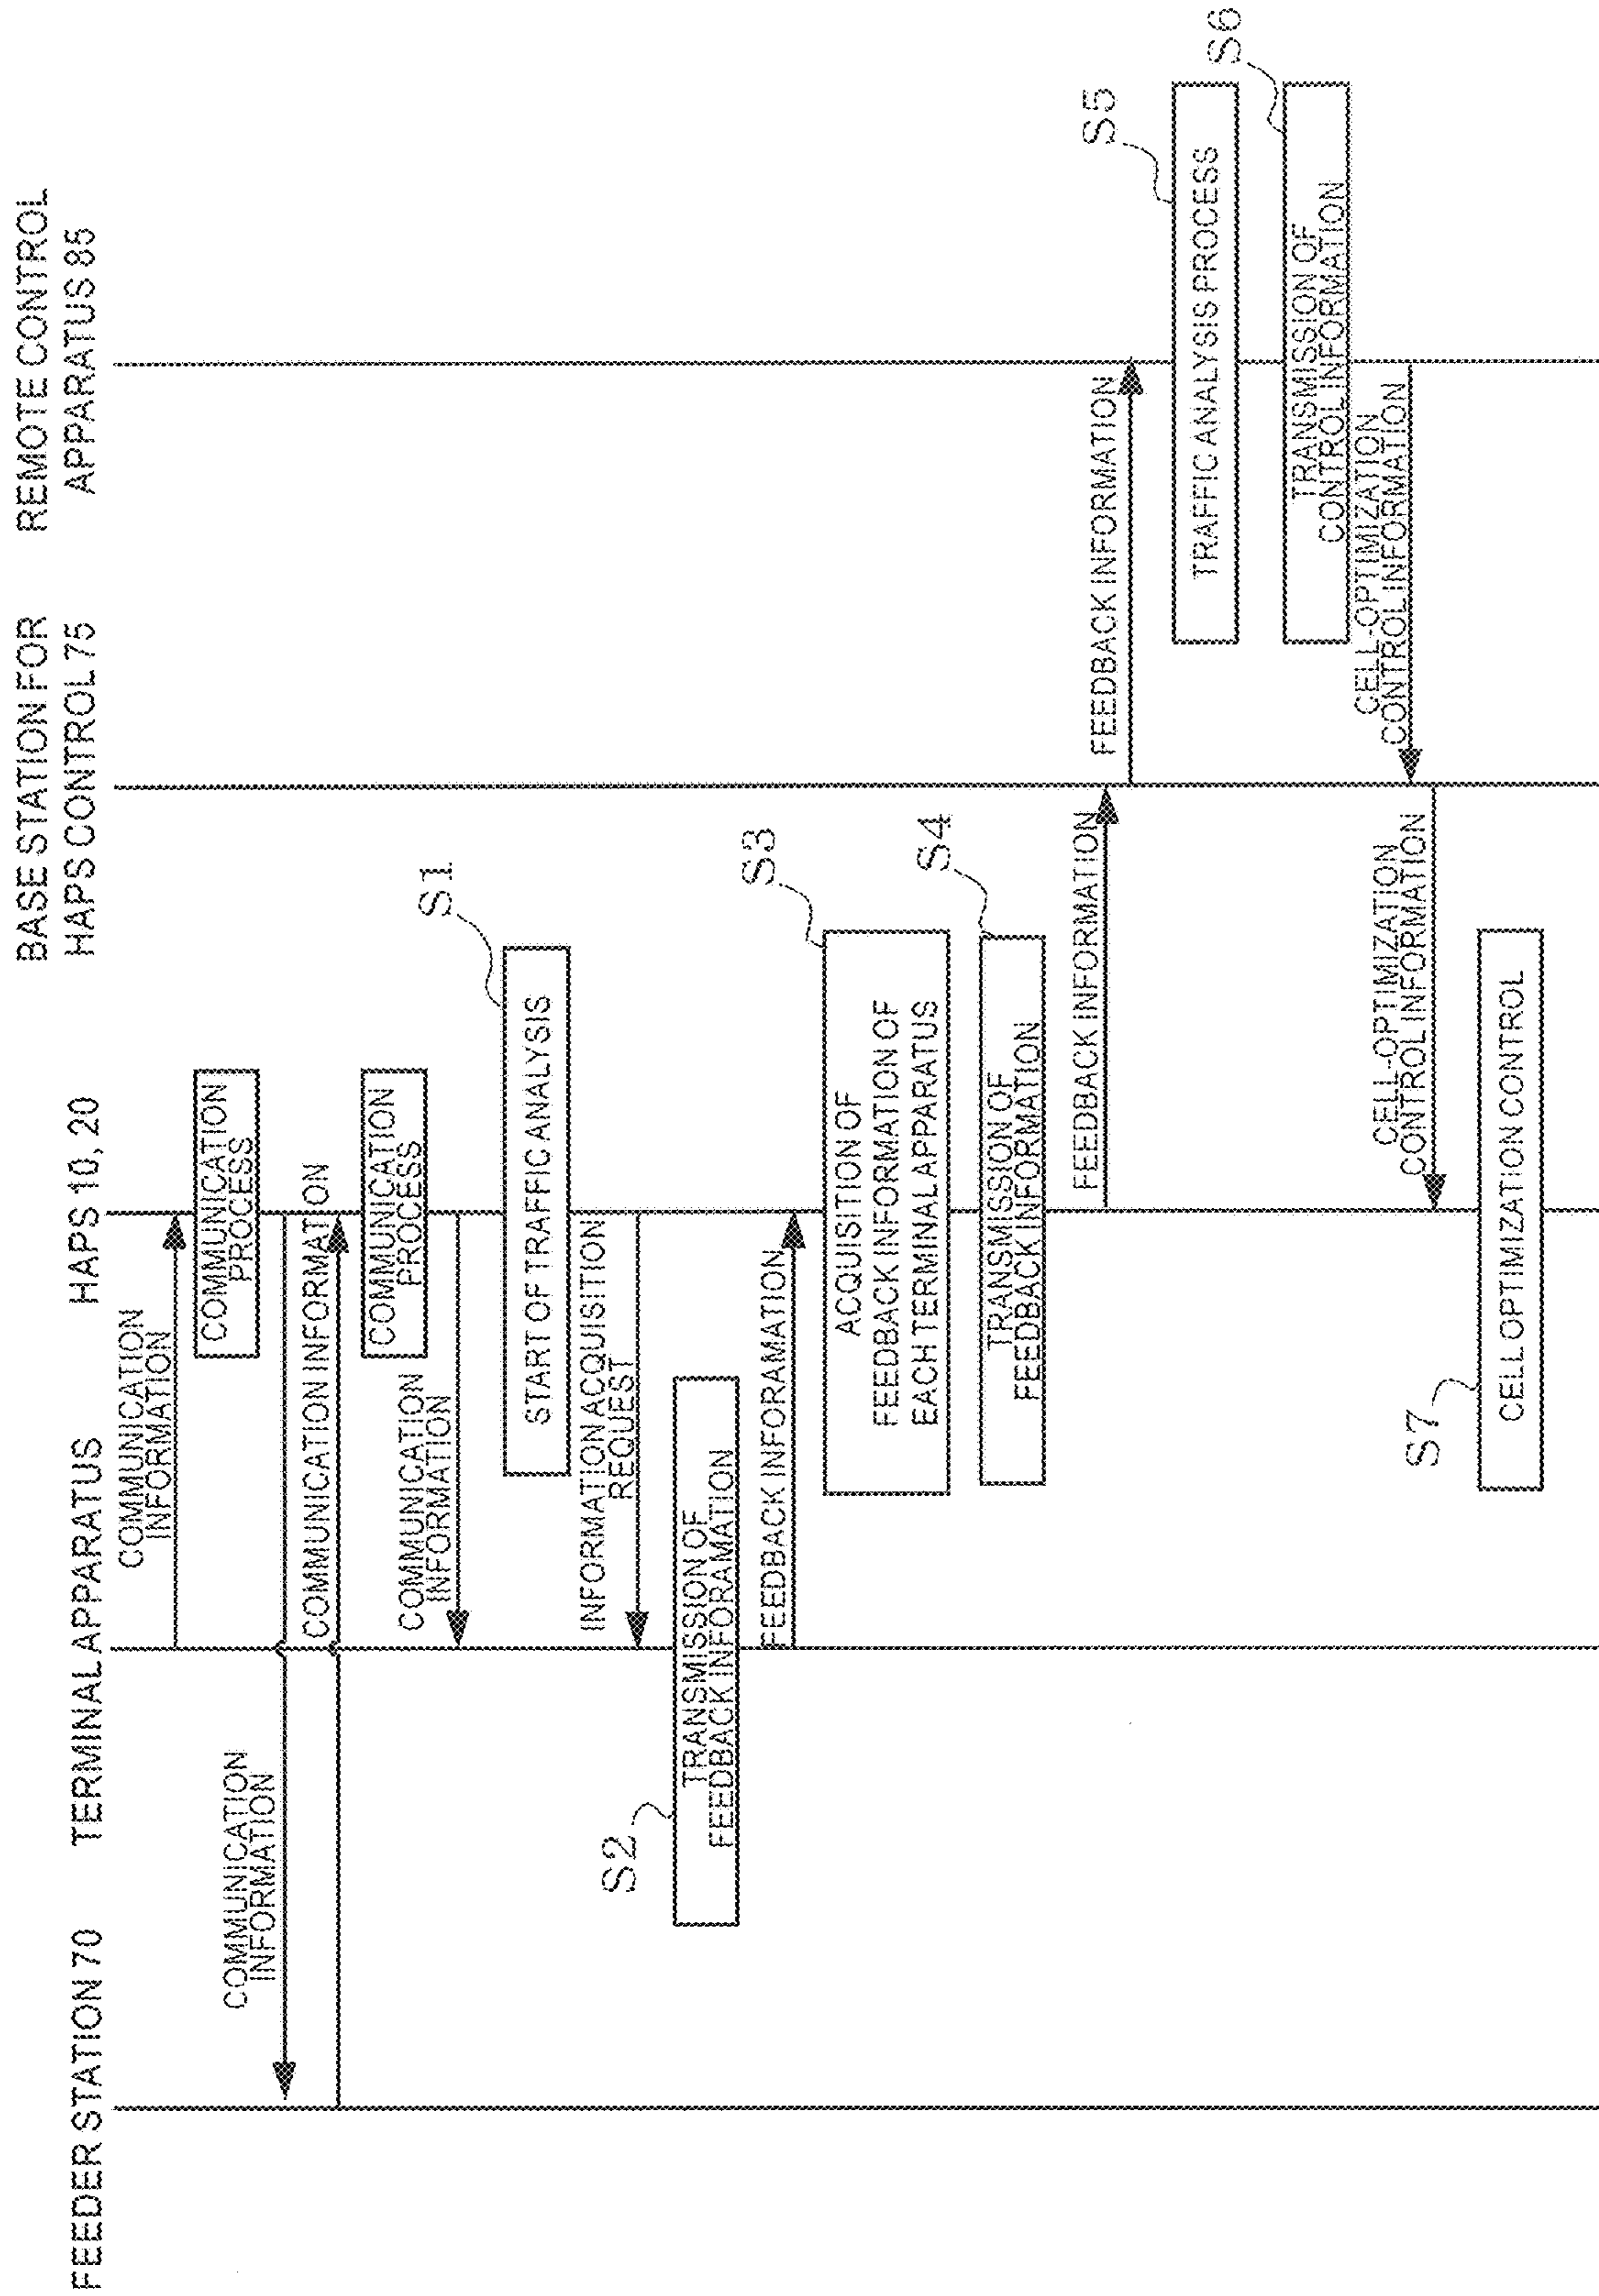 FEEDER STATION 70
TERMINAL APPARATUS
HAPS 10, 20
BASE STATION FOR
HAPS CONTROL 75
REMOTE CONTROL
APPARATUS 85
COMMUNICATION
INFORMATION
COMMUNICATION
PROCESS
COMMUNICATION
INFORMATION
COMMUNICATION INFORMATION
COMMUNICATION
PROCESS
COMMUNICATION
INFORMATION
S1
START OF TRAFFIC ANALYSIS
INFORMATION ACQUISITION
REQUEST
S2
TRANSMISSION OF
FEEDBACK INFORAMATION
FEEDBACK INFORAMATION
S3
ACQUISITION OF
FEEDBACK INFORMATION OF
EACH TERMINAL APPARATUS
S4
TRANSMISSION OF
FEEDBACK INFORMATION
FEEDBACK INFORMATION
FEEDBACK INFORMATION
S5
TRAFFIC ANALYSIS PROCESS
S6
TRANSMISSION OF
CONTROL INFORMATION
CELL-OPTIMIZATION
CONTROL INFORMATION
CELL-OPTIMIZATION
CONTROL INFORMATION
S7
CELL OPTIMIZATION CONTROL